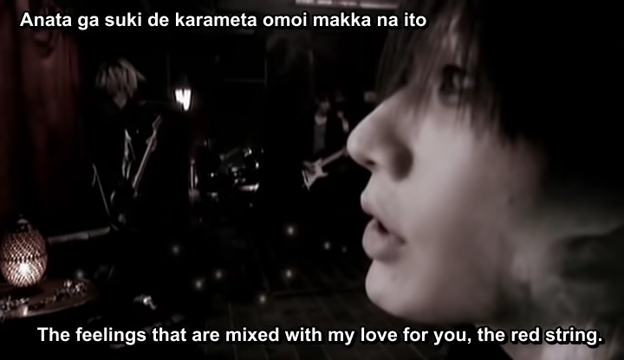 Anata ga suki de karameta omoi makka na ito
The feelings that are mixed with my love for you, the red string.